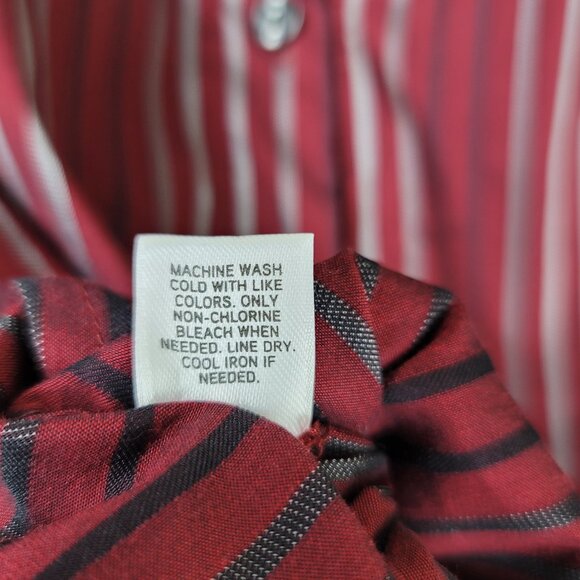 MACHINE WASH
COLD WITH LIKE
COLORS. ONLY
NON-CHLORINE
BLEACH WHEN
NEEDED. LINE DRY.
COOL IRON IF
NEEDED.